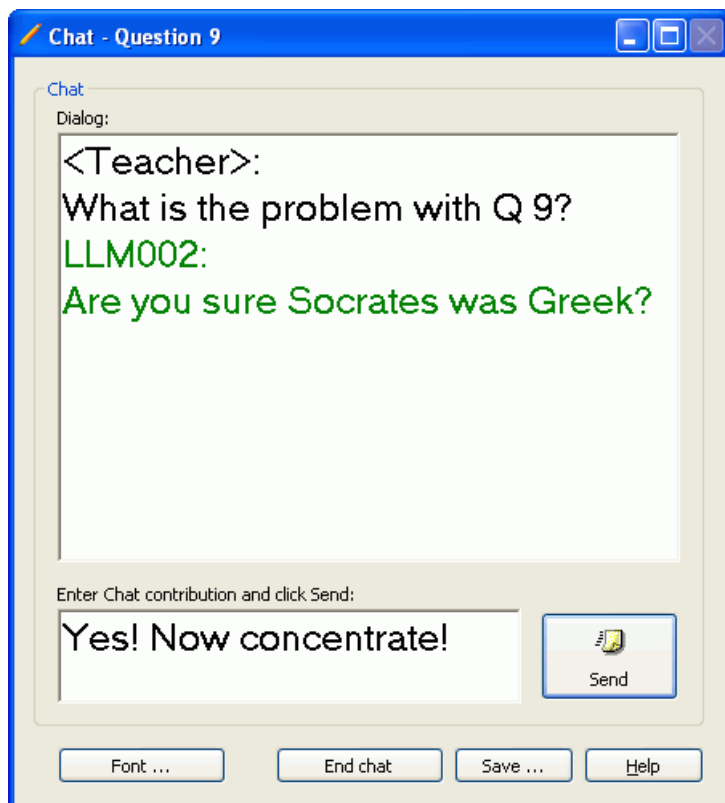 Chat - Question 9
Chat
Dialog:
<Teacher>:
What is the problem with Q 9?
LLM002:
Are you sure Socrates was Greek?
Enter Chat contribution and click Send:
Yes! Now concentrate!
Send
Font ...
End chat
Save ...
Help